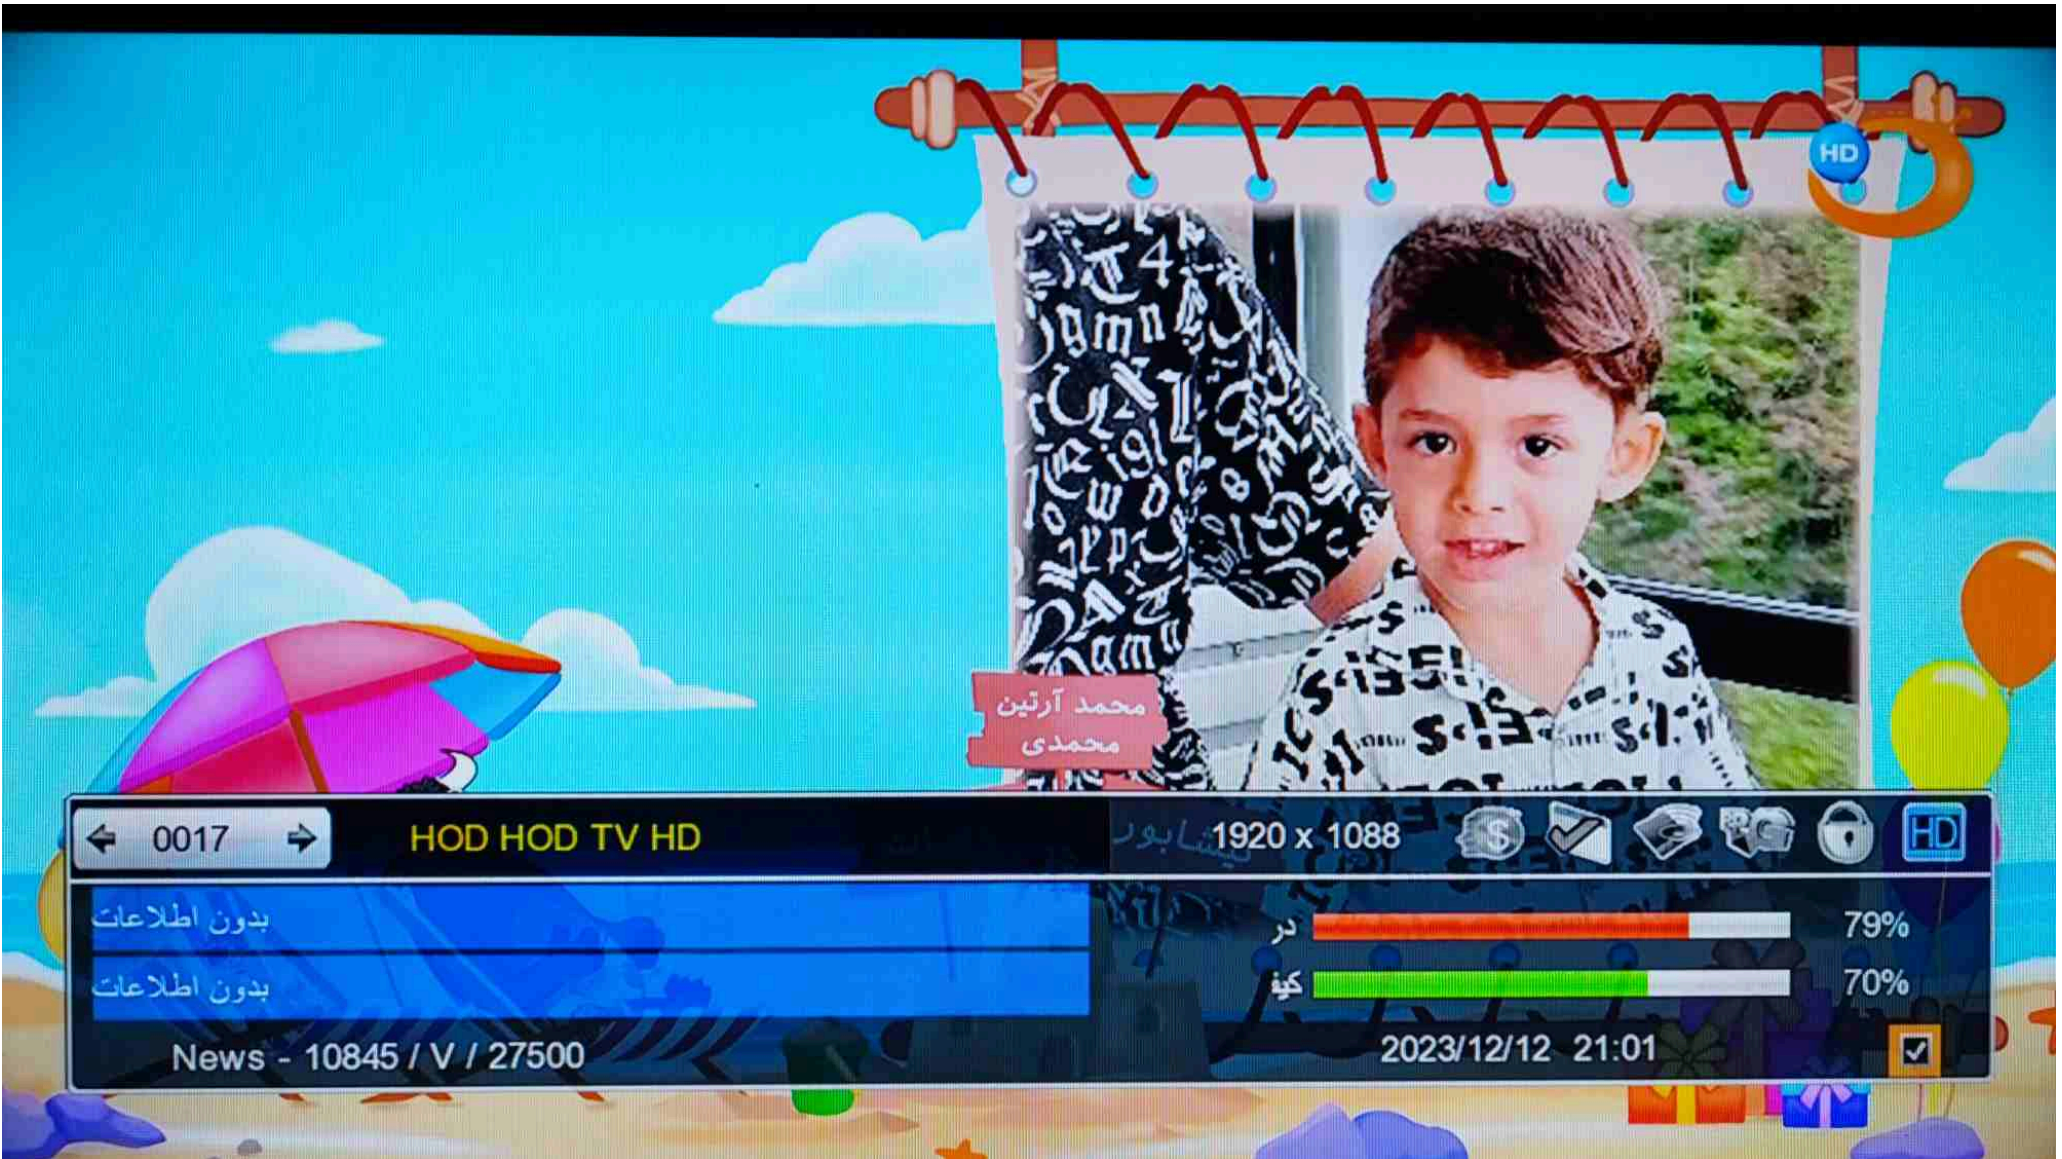 HD
محمد آرتین
محمدی
0017
HOD HOD TV HD
نیشابور
1920 x 1088
HD
بدون اطلاعات
در
79%
بدون اطلاعات
کیف
70%
News - 10845 / V / 27500
2023/12/12 21:01